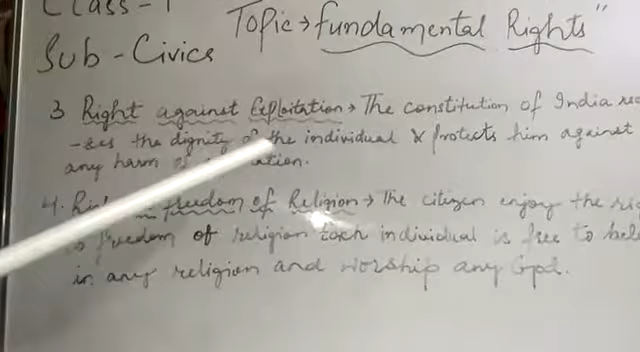 Class -
Topic → fundamental Rights"
Sub - Civics
3 Right against Exploitation → The constitution of India
the dignity of the individual & protects him against
any harm
4. freedom of Religion → The citizen enjoy the
freedom of religion Each individual is free to
in any religion and worship any God.